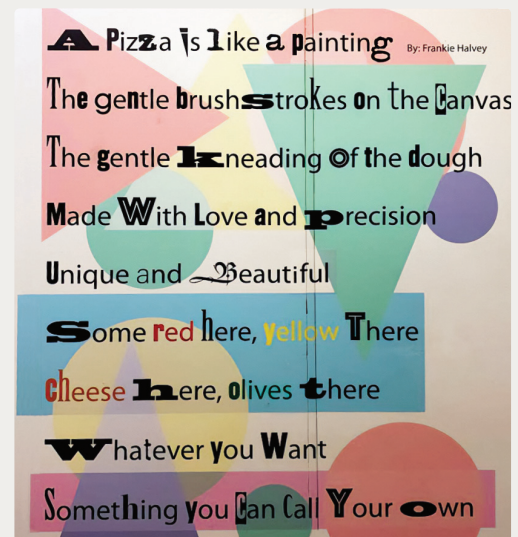 A Pizza is like a painting By: Frankie Halvey
The gentle brushstrokes on the Canvas
The gentle kneading Of the dough
Made With Love and precision
Unique and Beautiful
Some red here, yellow There
cheese here, olives there
Whatever you Want
Something you Can Call Your own